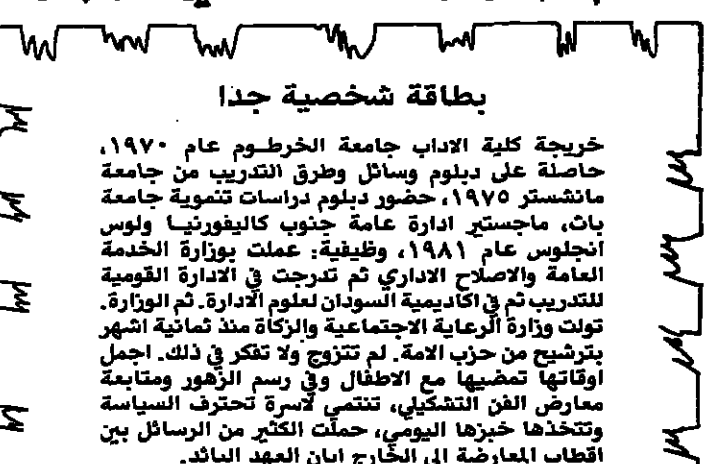 بطاقة شخصية جدا
خريجة كلية الاداب جامعة الخرطوم عام ١٩٧٠،
حاصلة على دبلوم وسائل وطرق التدريب من جامعة
مانشستر ١٩٧٥، حضور دبلوم دراسات تنموية جامعة
باث، ماجستير ادارة عامة جنوب كاليفورنيا ولوس
انجلوس عام ١٩٨١، وظيفية: عملت بوزارة الخدمة
العامة والاصلاح الاداري ثم تدرجت في الادارة القومية
للتدريب ثم في اكاديمية السودان لعلوم الادارة. ثم الوزارة.
تولت وزارة الرعاية الاجتماعية والزكاة منذ ثمانية اشهر
بترشيح من حزب الامة. لم تتزوج ولا تفكر في ذلك. اجمل
اوقاتها تمضيها مع الاطفال وفي رسم الزهور ومتابعة
معارض الفن التشكيلي، تنتمي لاسرة تحترف السياسة
وتتخذها خبزها اليومي، حملت الكثير من الرسائل بين
اقطاب المعارضة الى الخارج ابان العهد البائد.